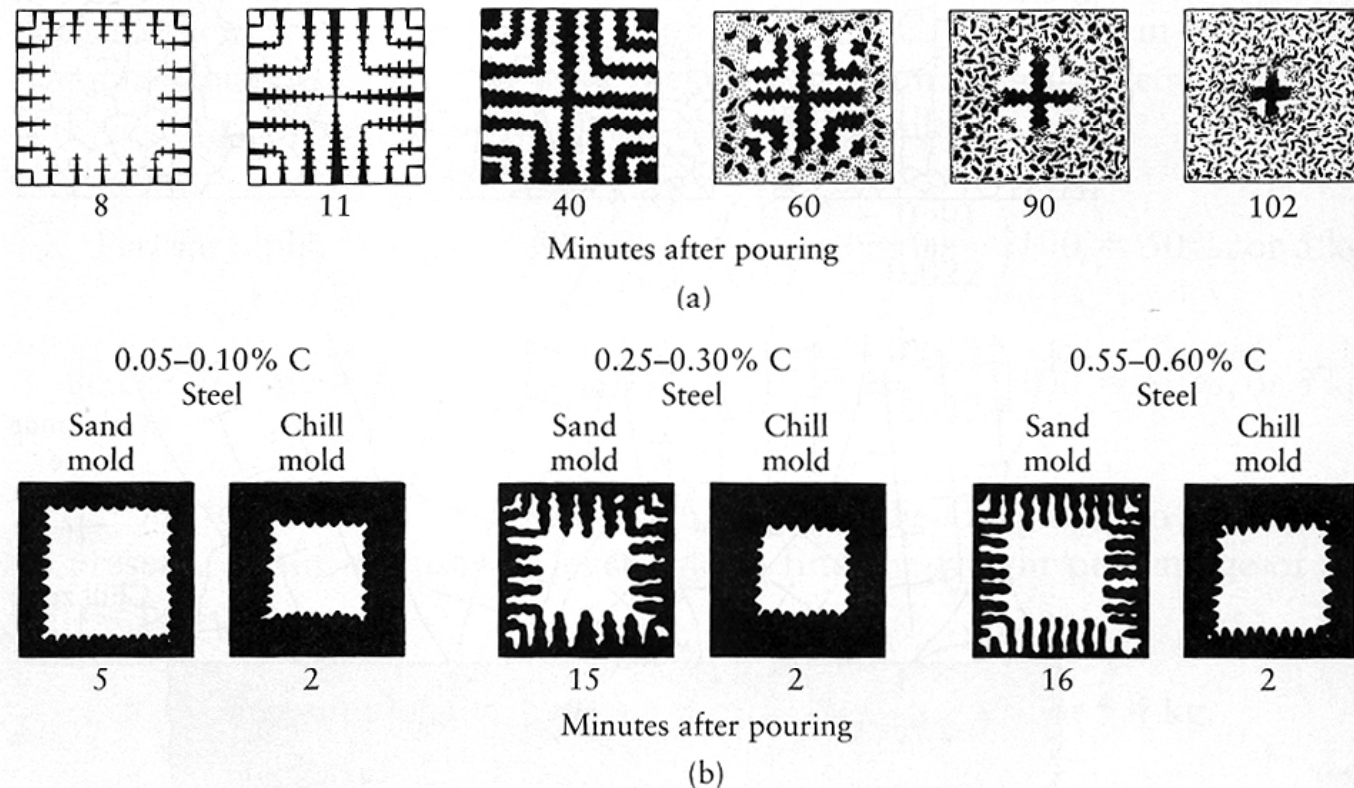 8 11 40 60 90 102
Minutes after pouring
(a)
0.05–0.10% C 0.25–0.30% C 0.55–0.60% C
Steel Steel Steel
Sand Chill Sand Chill Sand Chill
mold mold mold mold mold mold
5 2 15 2 16 2
Minutes after pouring
(b)